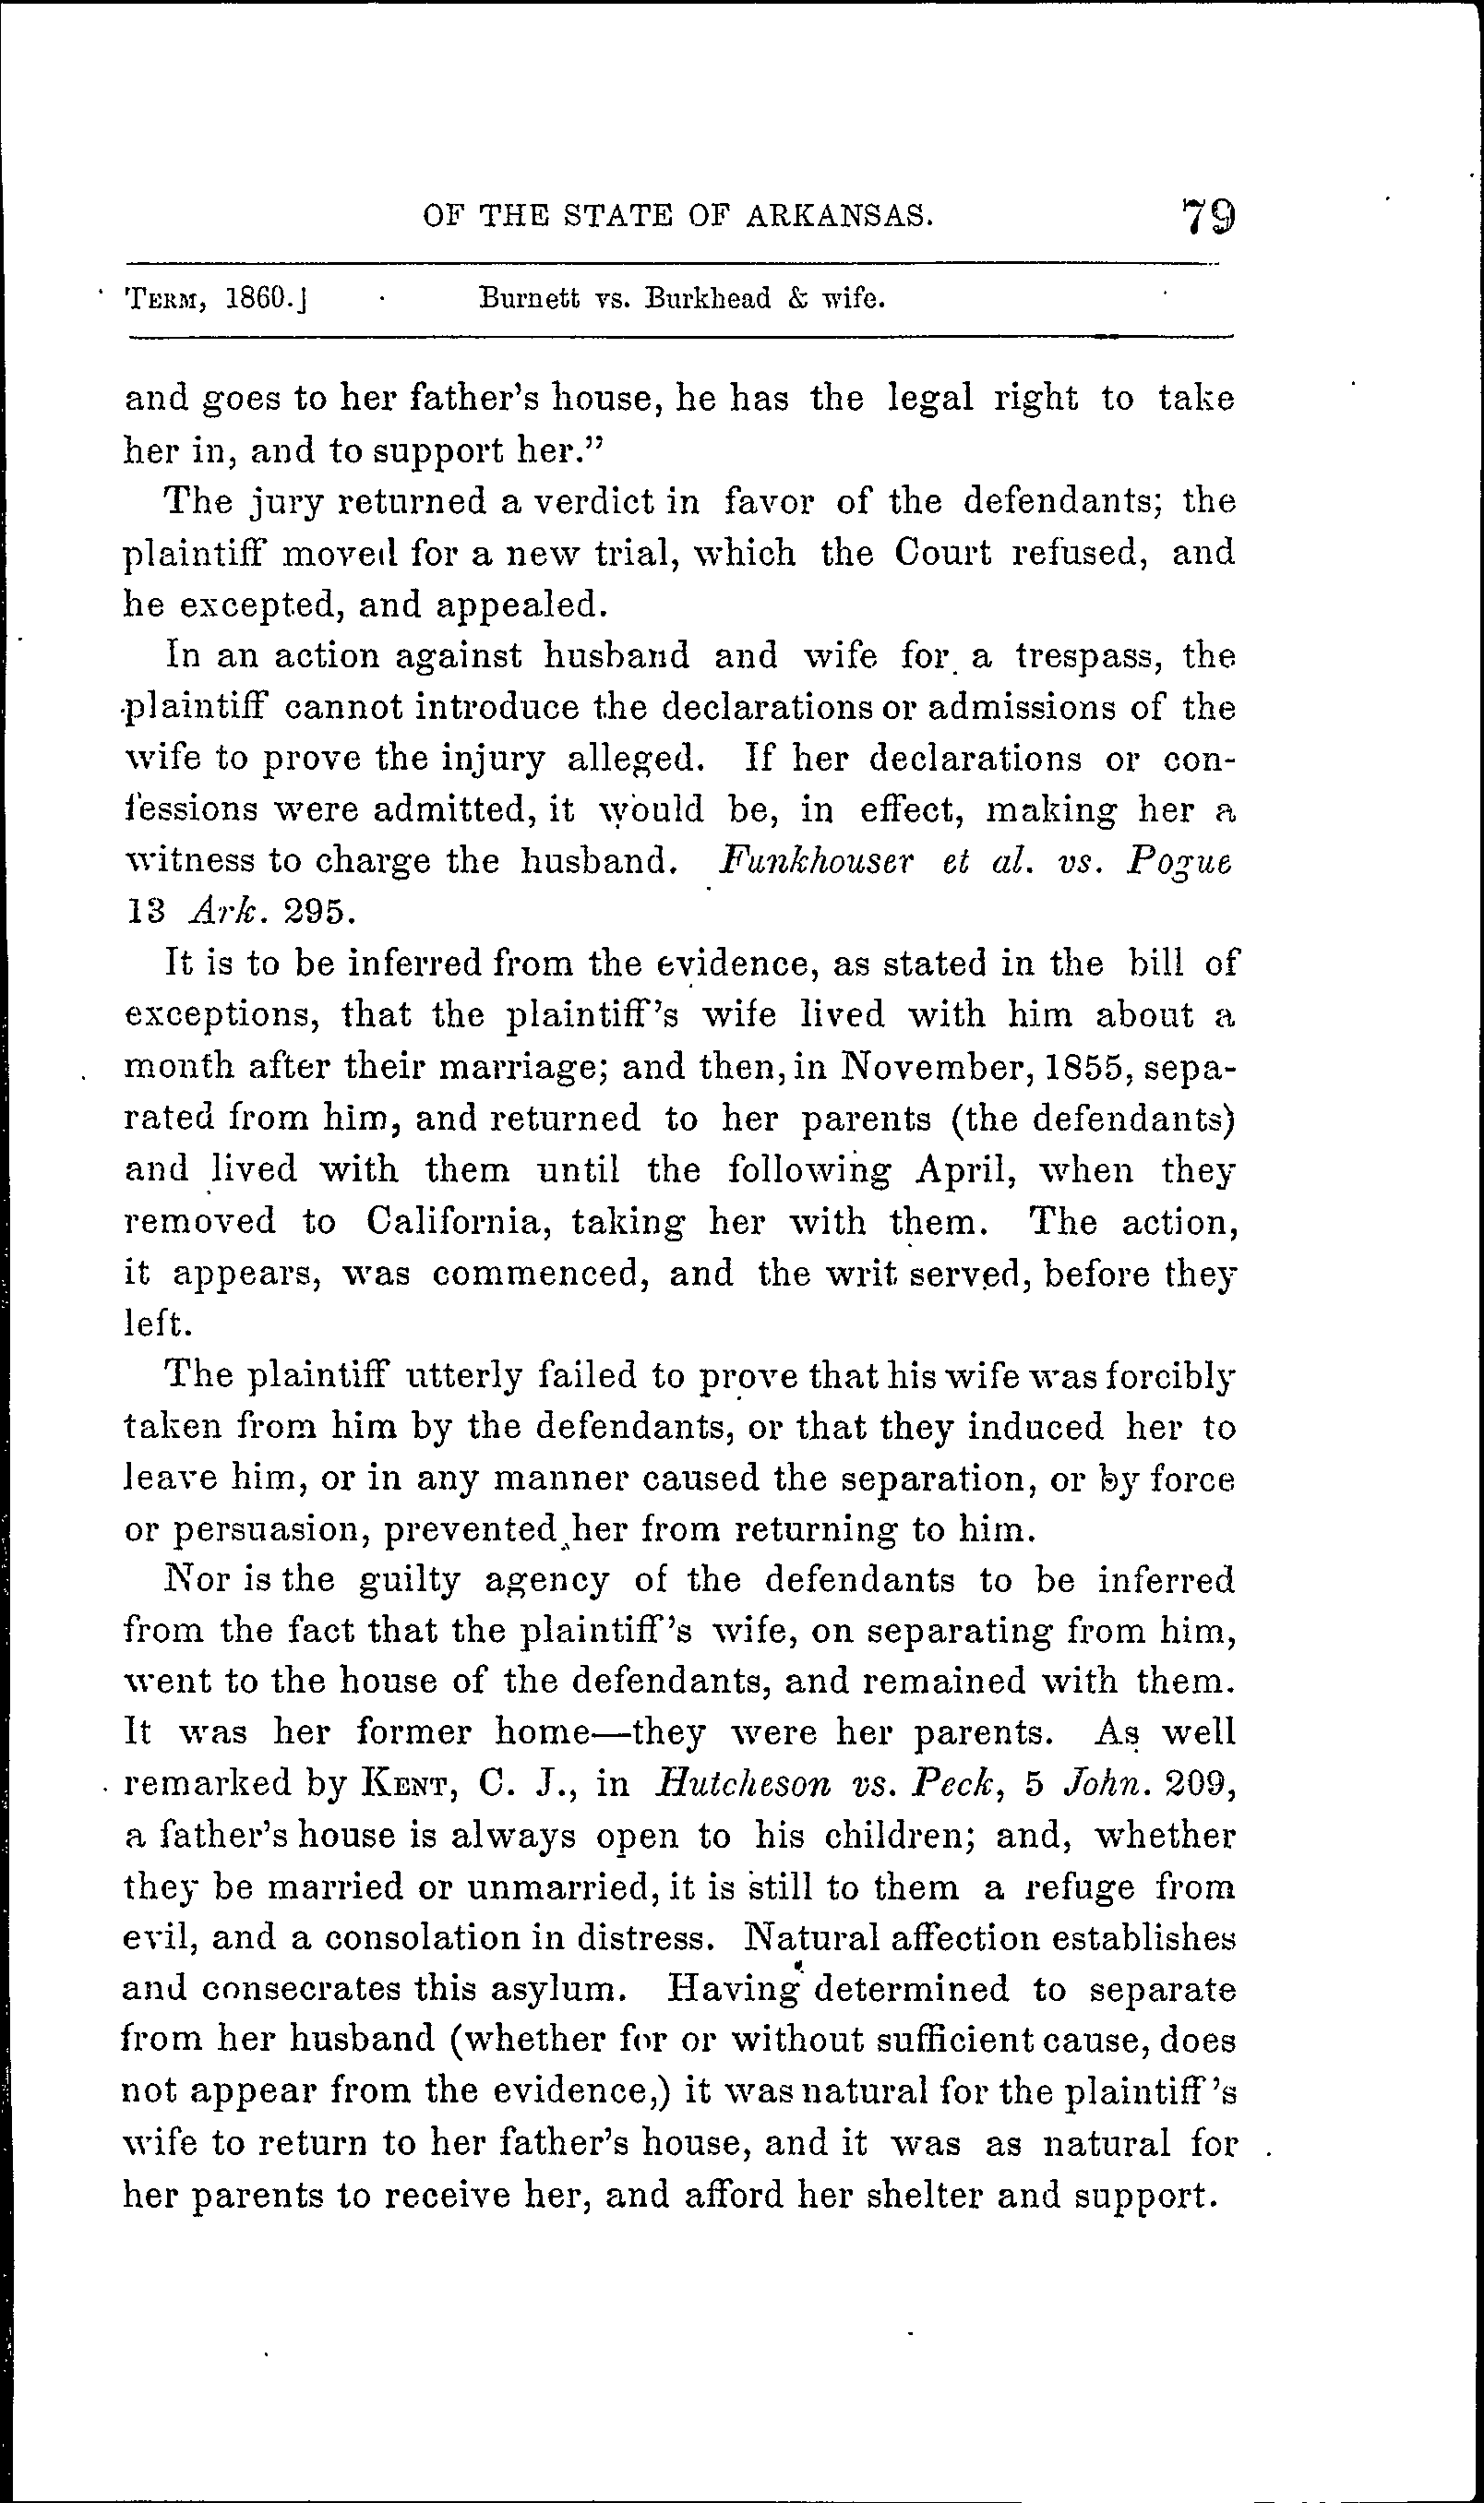 OF THE STATE OF ARKANSAS. 79
TERM, 1860.] Burnett vs. Burkhead & wife.
and goes to her father's house, he has the legal right to take
her in, and to support her."
The jury returned a verdict in favor of the defendants; the
plaintiff moved for a new trial, which the Court refused, and
he excepted, and appealed.
In an action against husband and wife for a trespass, the
plaintiff cannot introduce the declarations or admissions of the
wife to prove the injury alleged. If her declarations or con-
fessions were admitted, it would be, in effect, making her a
witness to charge the husband. Funkhouser et al. vs. Pogue
13 Ark. 295.
It is to be inferred from the evidence, as stated in the bill of
exceptions, that the plaintiff's wife lived with him about a
month after their marriage; and then, in November, 1855, sepa-
rated from him, and returned to her parents (the defendants)
and lived with them until the following April, when they
removed to California, taking her with them. The action,
it appears, was commenced, and the writ served, before they
left.
The plaintiff utterly failed to prove that his wife was forcibly
taken from him by the defendants, or that they induced her to
leave him, or in any manner caused the separation, or by force
or persuasion, prevented her from returning to him.
Nor is the guilty agency of the defendants to be inferred
from the fact that the plaintiff's wife, on separating from him,
went to the house of the defendants, and remained with them.
It was her former home—they were her parents. As well
remarked by KENT, C. J., in Hutcheson vs. Peck, 5 John. 209,
a father's house is always open to his children; and, whether
they be married or unmarried, it is still to them a refuge from
evil, and a consolation in distress. Natural affection establishes
and consecrates this asylum. Having determined to separate
from her husband (whether for or without sufficient cause, does
not appear from the evidence,) it was natural for the plaintiff's
wife to return to her father's house, and it was as natural for
her parents to receive her, and afford her shelter and support.